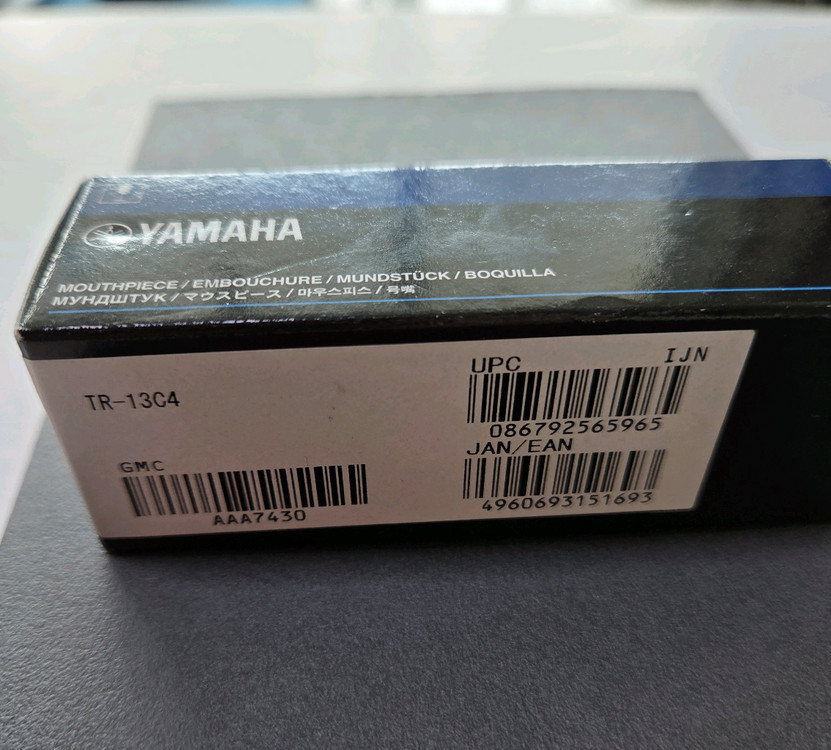 YAMAHA
MOUTHPIECE / EMBOUCHURE / MUNDSTÜCK / BOQUILLA
МУНДШТУК / マウスピース / 마우스피스 / 号嘴
TR-13C4
UPC IJN
086792565965
JAN/EAN
4960693151693
GMC
AAA7430